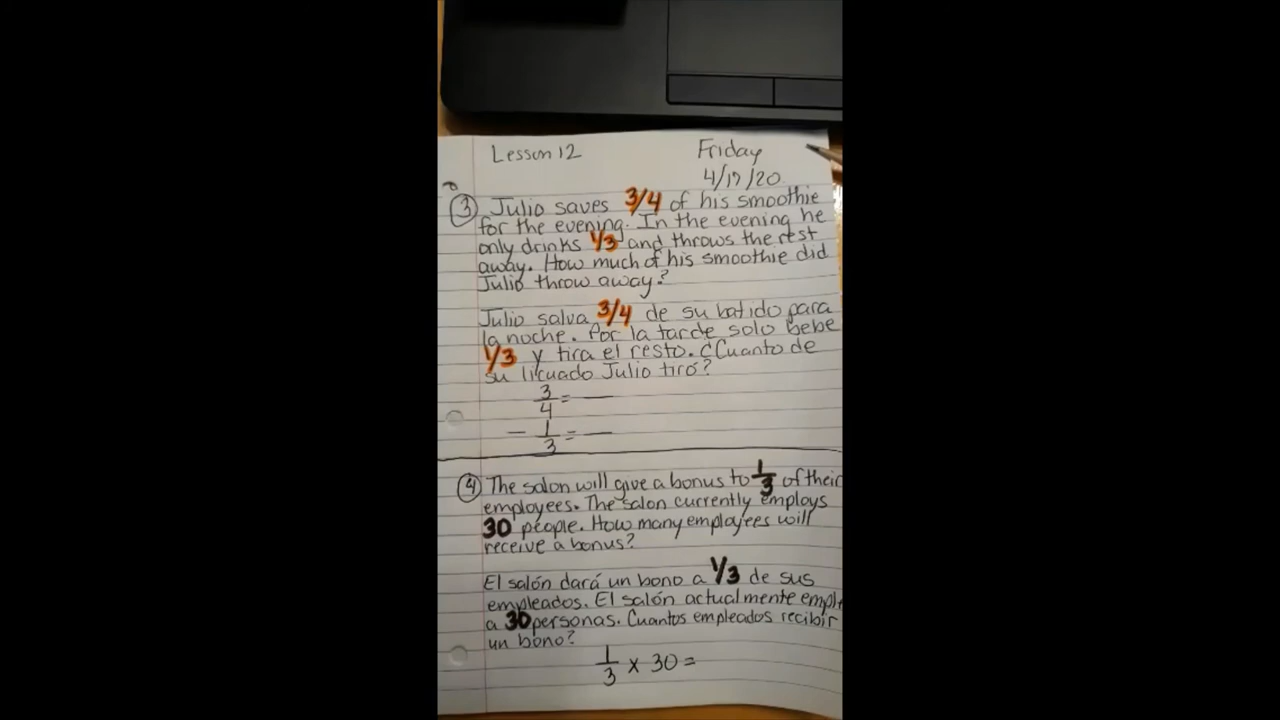 Lesson 12
Friday
4/17/20
3 Julio saves 3/4 of his smoothie
for the evening. In the evening he
only drinks 1/3 and throws the rest
away. How much of his smoothie did
Julio throw away?
Julio salva 3/4 de su batido para
la noche. Por la tarde solo bebe
1/3 y tira el resto. ¿Cuanto de
su licuado Julio tiró?
3/4 = __
- 1/3 = __
4 The salon will give a bonus to 1/3 of their
employees. The salon currently employs
30 people. How many employees will
receive a bonus?
El salón dará un bono a 1/3 de sus
empleados. El salón actualmente empl
a 30 personas. Cuantos empleados recibir
un bono?
1/3 x 30 =